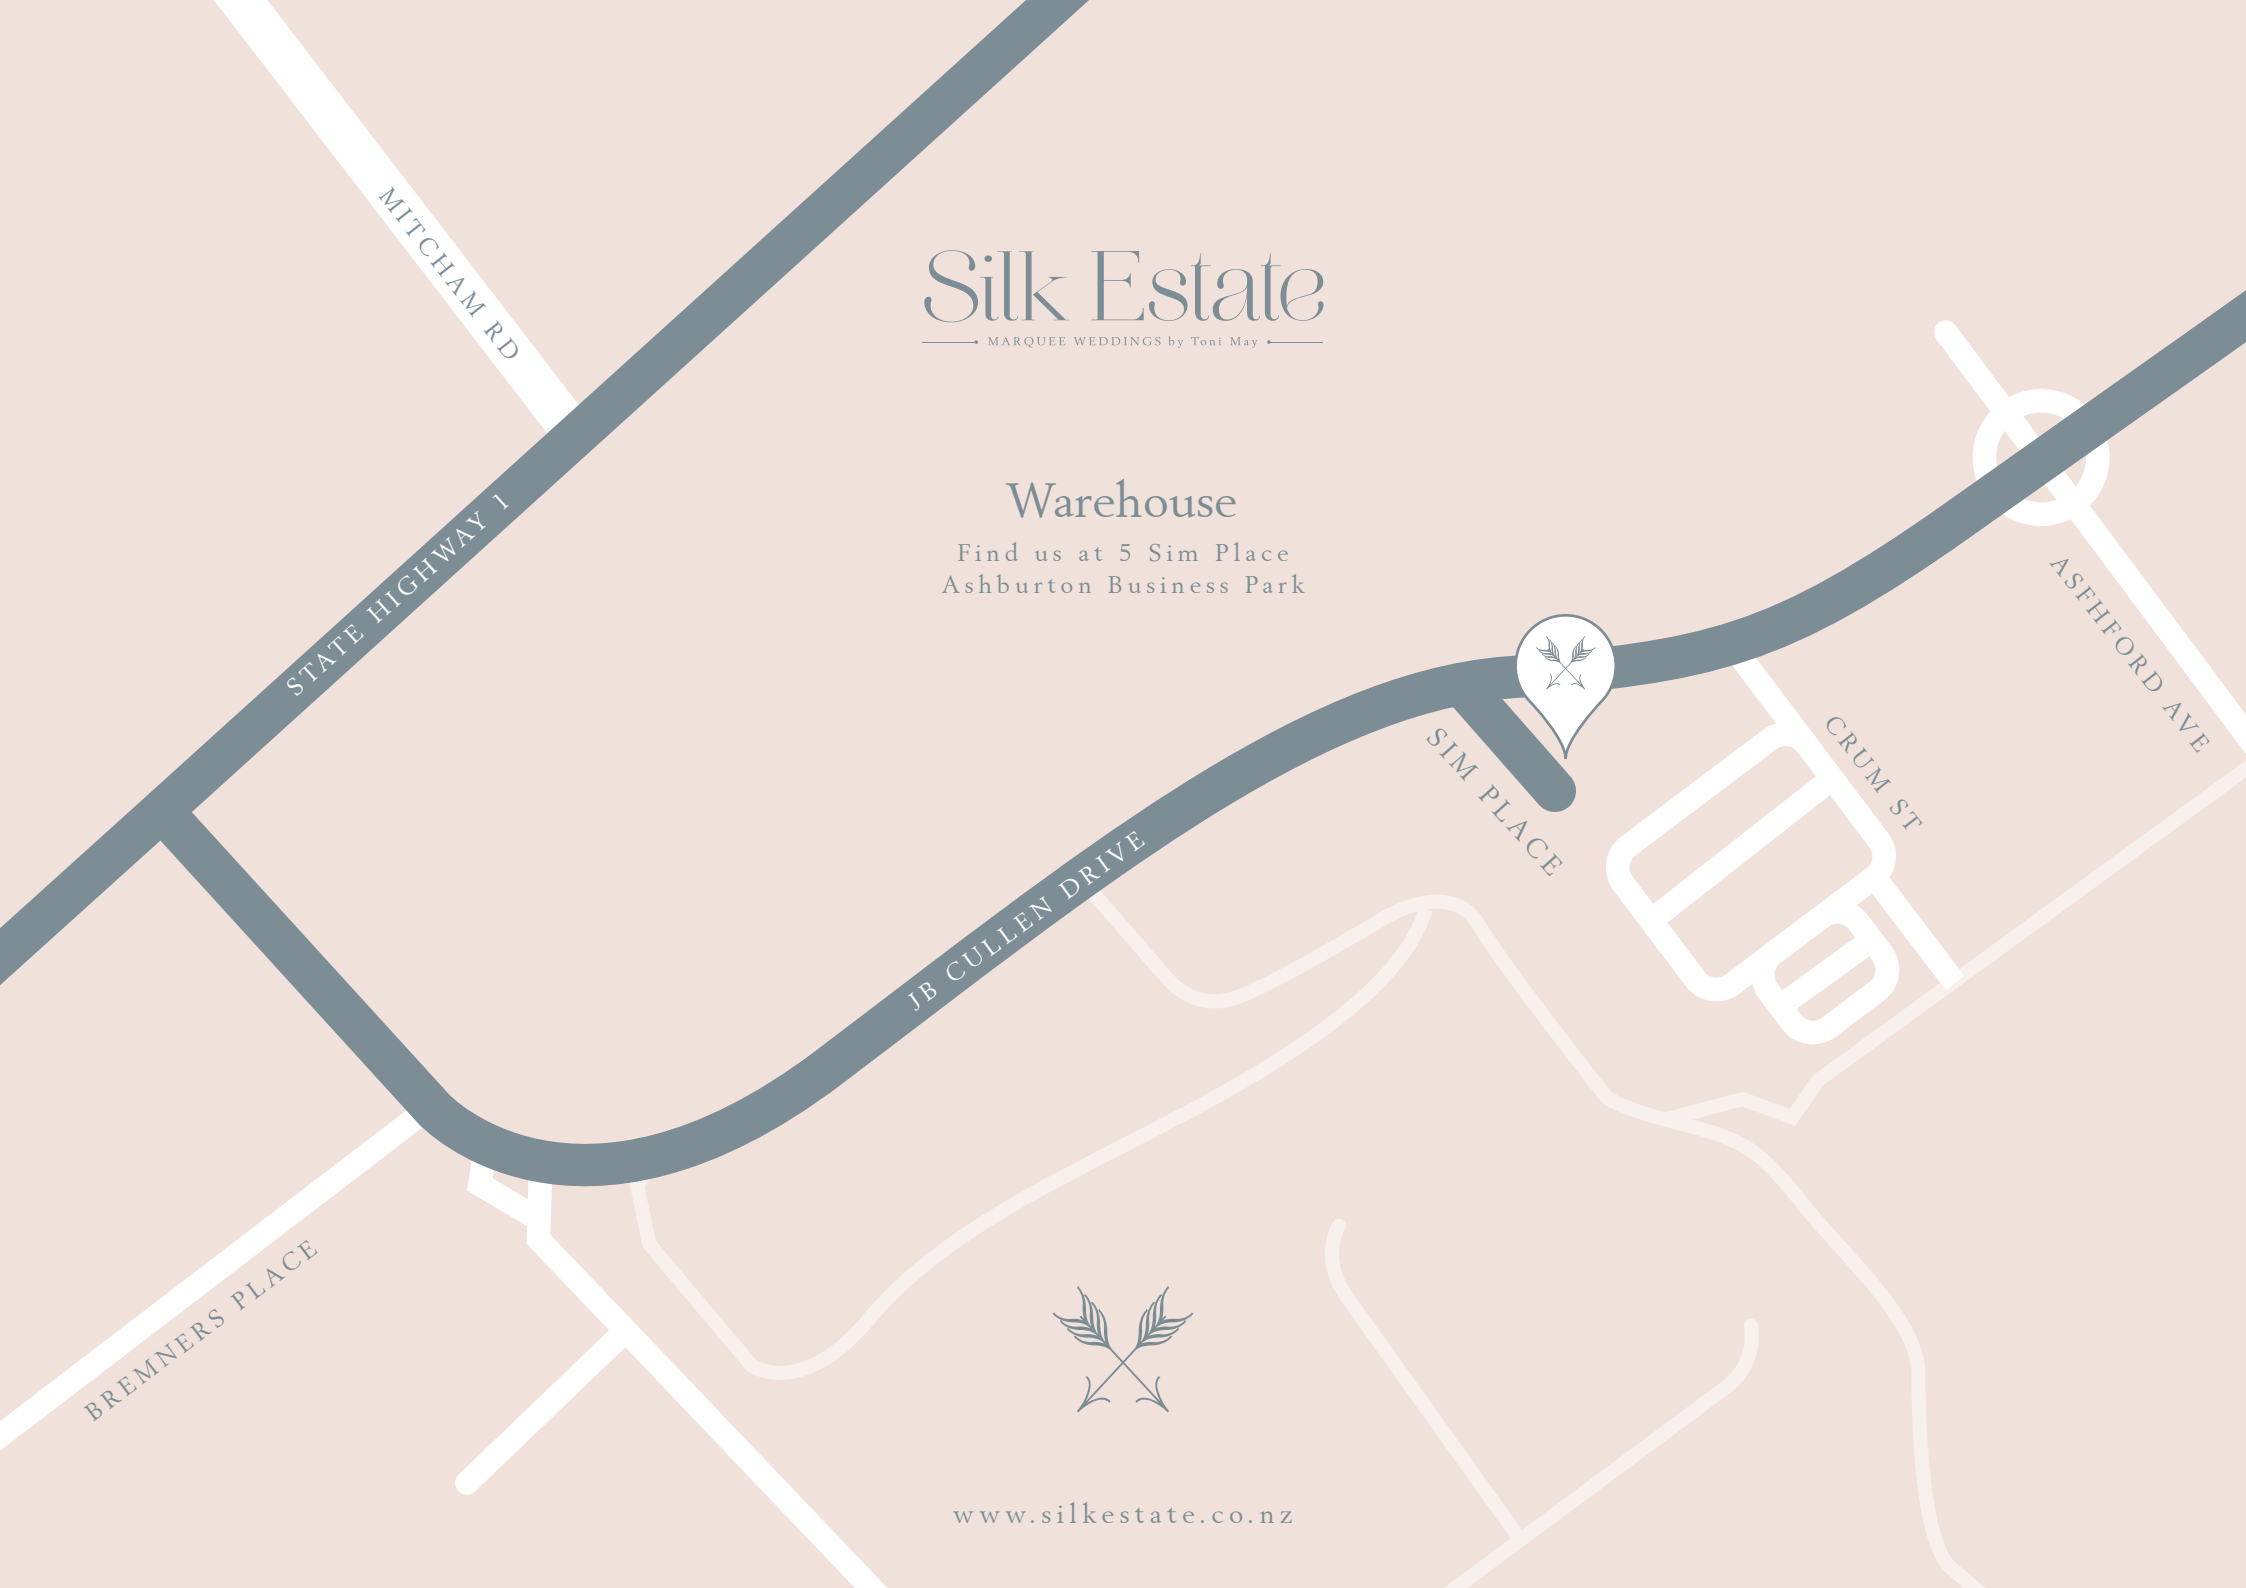 MITCHAM RD
Silk Estate
MARQUEE WEDDINGS by Toni May
STATE HIGHWAY 1
Warehouse
Find us at 5 Sim Place
Ashburton Business Park
ASFHFORD AVE
CRUM ST
SIM PLACE
JB CULLEN DRIVE
BREMNERS PLACE
www.silkestate.co.nz